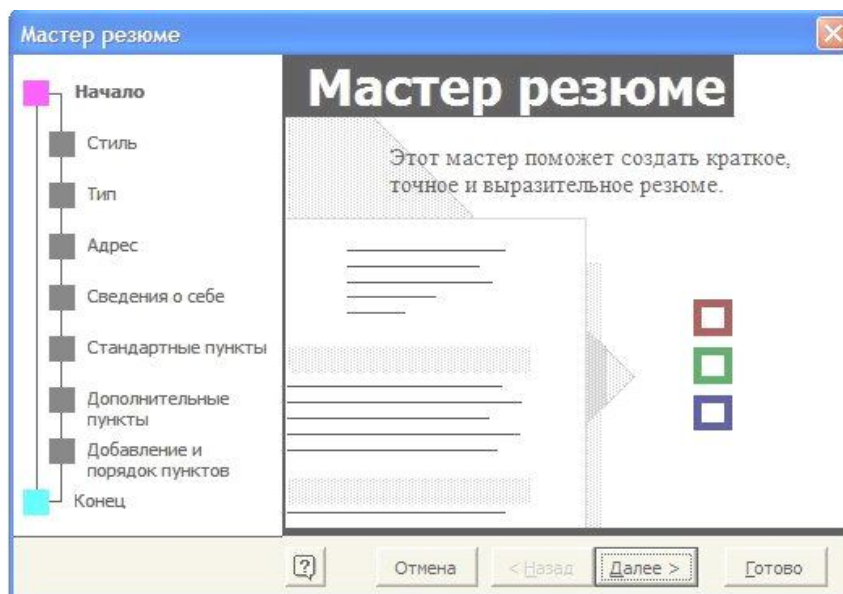 Мастер резюме
Начало
Стиль
Тип
Адрес
Сведения о себе
Стандартные пункты
Дополнительные
пункты
Добавление и
порядок пунктов
Конец
Мастер резюме
Этот мастер поможет создать краткое,
точное и выразительное резюме.
Отмена
< Назад
Далее >
Готово